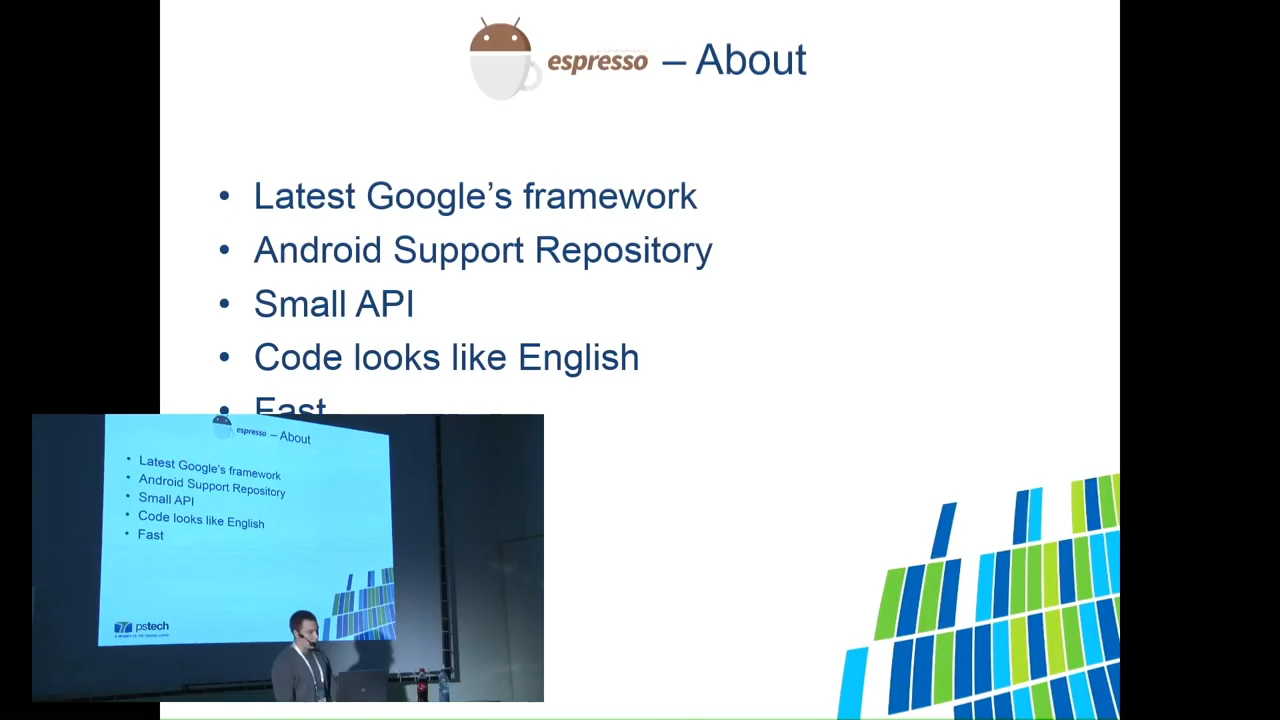 espresso – About
• Latest Google's framework
• Android Support Repository
• Small API
• Code looks like English
• Fast
espresso – About
• Latest Google's framework
• Android Support Repository
• Small API
• Code looks like English
• Fast
pstech